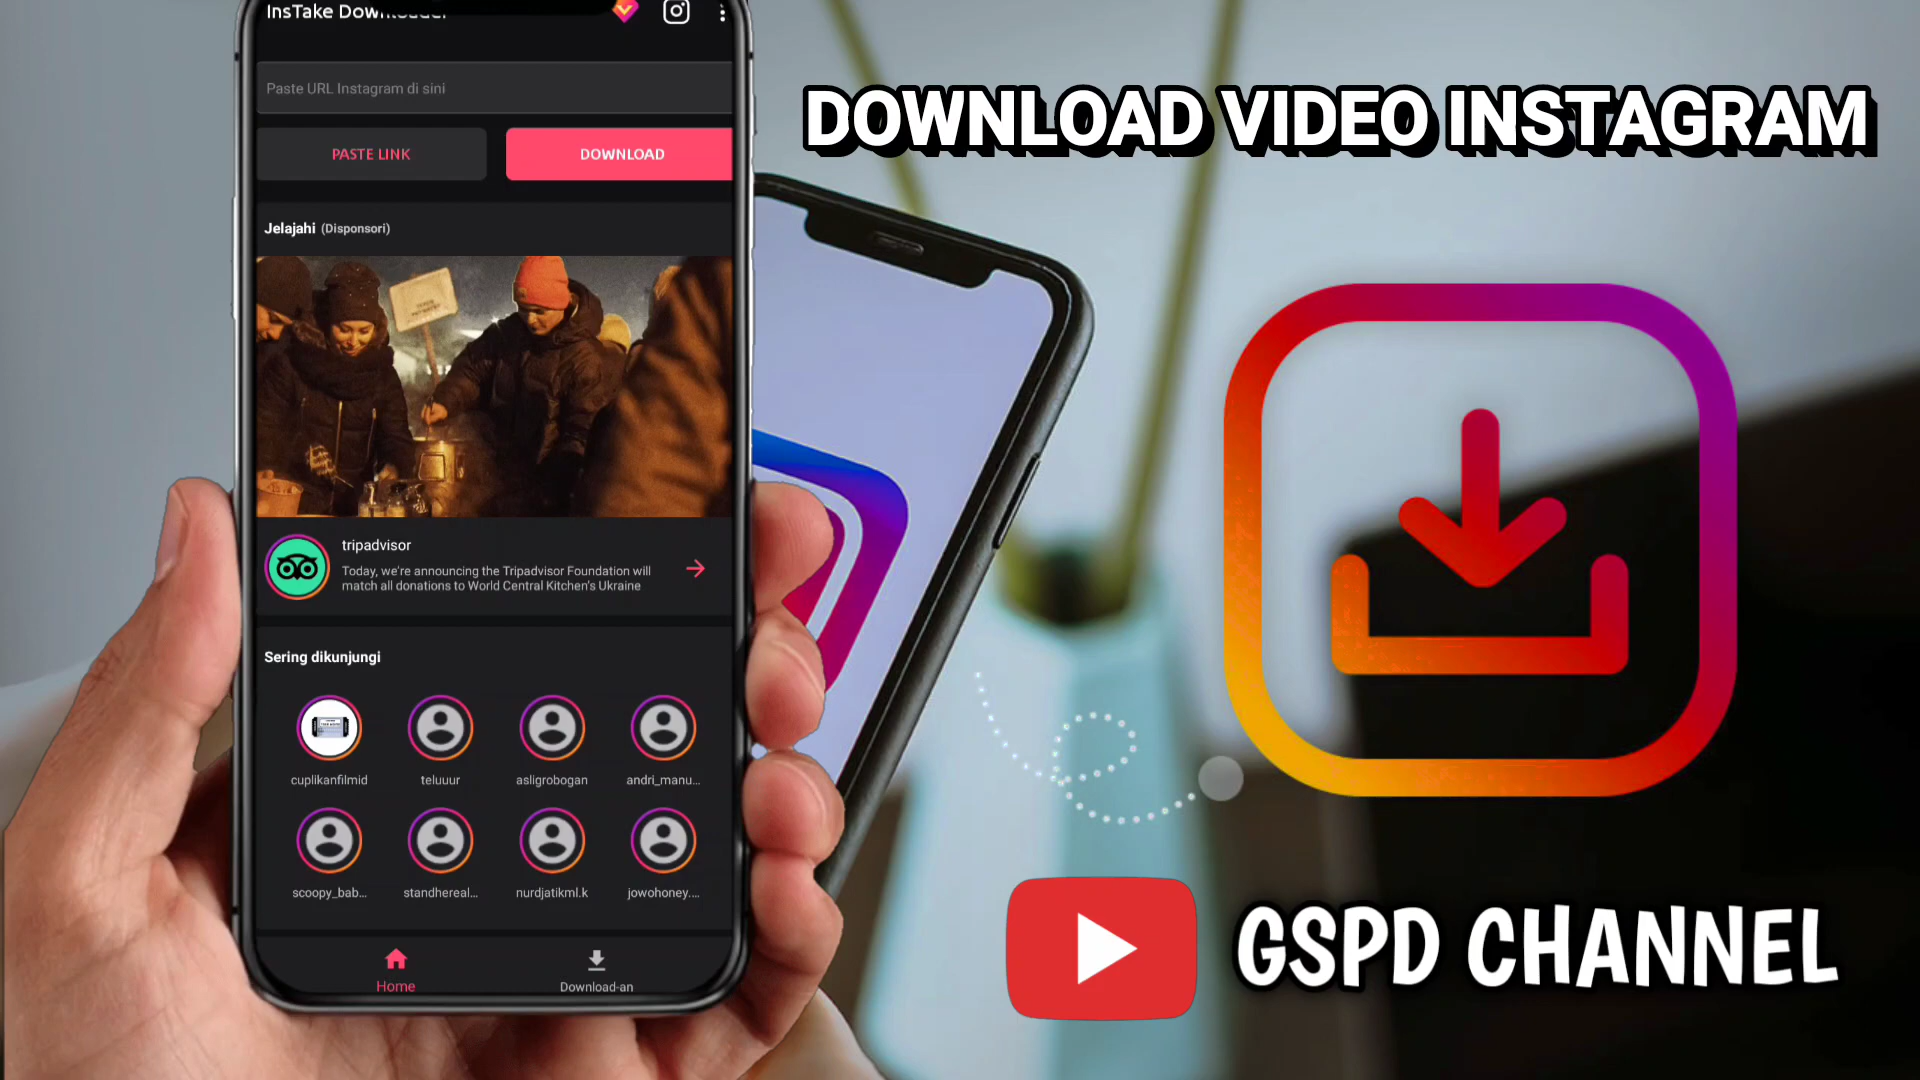 InsTake Downloader
Paste URL Instagram di sini
PASTE LINK
DOWNLOAD
Jelajahi (Disponsori)
tripadvisor
Today, we're announcing the Tripadvisor Foundation will
match all donations to World Central Kitchen's Ukraine
Sering dikunjungi
cuplikanfilmid
teluuur
asligrobogan
andri_manu...
scoopy_bab...
standhereal...
nurdjatikml.k
jowohoney....
Home
Download-an
DOWNLOAD VIDEO INSTAGRAM
GSPD CHANNEL